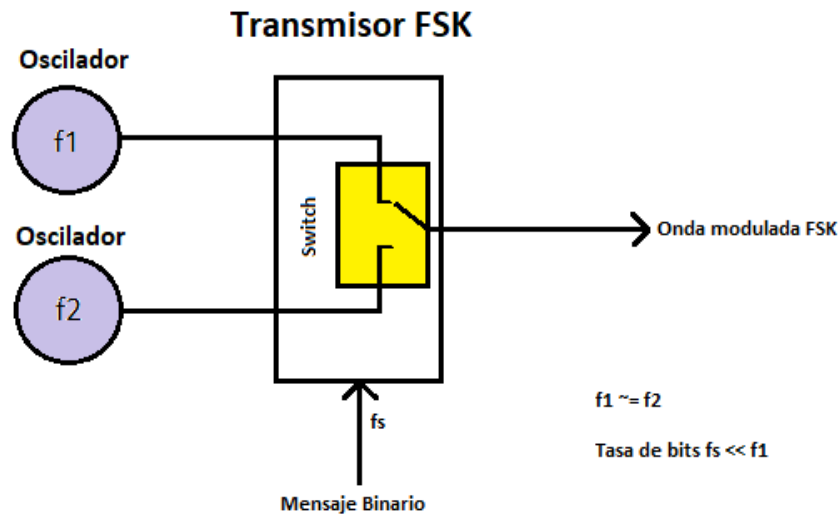 Transmisor FSK
Oscilador
f1
Oscilador
f2
Switch
Onda modulada FSK
fs
Mensaje Binario
f1 ~= f2
Tasa de bits fs << f1